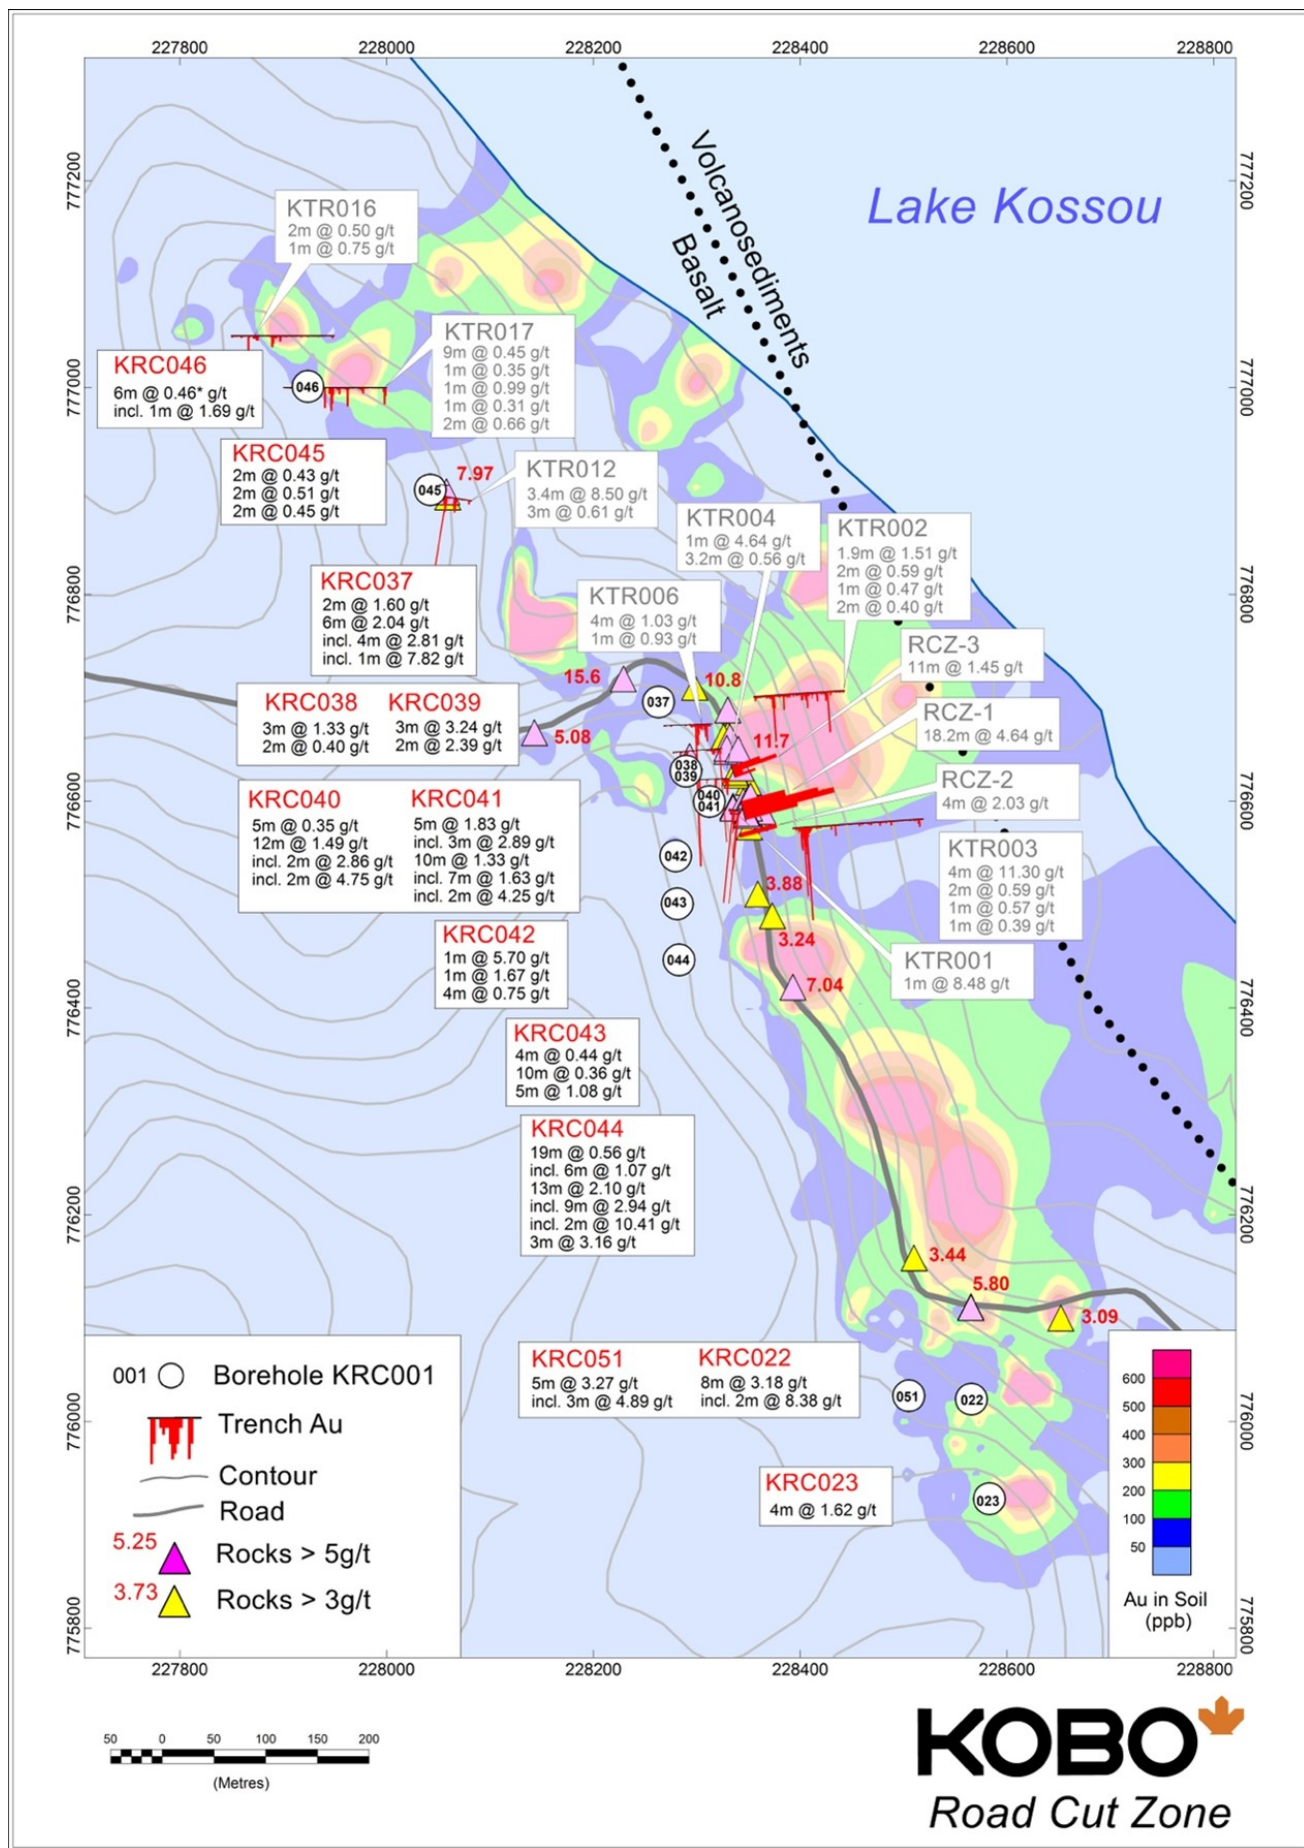 227800 228000 228200 228400 228600 228800
777200
777200
Lake Kossou
Volcanosediments
Basalt
KTR016
2m @ 0.50 g/t
1m @ 0.75 g/t
KTR017
9m @ 0.45 g/t
1m @ 0.35 g/t
1m @ 0.99 g/t
1m @ 0.31 g/t
2m @ 0.66 g/t
KRC046
6m @ 0.46* g/t
incl. 1m @ 1.69 g/t
046
777000
777000
KRC045
2m @ 0.43 g/t
2m @ 0.51 g/t
2m @ 0.45 g/t
045
7.97
KTR012
3.4m @ 8.50 g/t
3m @ 0.61 g/t
KTR004
1m @ 4.64 g/t
3.2m @ 0.56 g/t
KTR002
1.9m @ 1.51 g/t
2m @ 0.59 g/t
1m @ 0.47 g/t
2m @ 0.40 g/t
KRC037
2m @ 1.60 g/t
6m @ 2.04 g/t
incl. 4m @ 2.81 g/t
incl. 1m @ 7.82 g/t
776800
776800
KTR006
4m @ 1.03 g/t
1m @ 0.93 g/t
RCZ-3
11m @ 1.45 g/t
15.6
10.8
037
RCZ-1
18.2m @ 4.64 g/t
KRC038
3m @ 1.33 g/t
2m @ 0.40 g/t
KRC039
3m @ 3.24 g/t
2m @ 2.39 g/t
5.08
11.7
038
039
RCZ-2
4m @ 2.03 g/t
KRC040
5m @ 0.35 g/t
12m @ 1.49 g/t
incl. 2m @ 2.86 g/t
incl. 2m @ 4.75 g/t
KRC041
5m @ 1.83 g/t
incl. 3m @ 2.89 g/t
10m @ 1.33 g/t
incl. 7m @ 1.63 g/t
incl. 2m @ 4.25 g/t
040
041
776600
776600
KTR003
4m @ 11.30 g/t
2m @ 0.59 g/t
1m @ 0.57 g/t
1m @ 0.39 g/t
042
043
3.88
3.24
KRC042
1m @ 5.70 g/t
1m @ 1.67 g/t
4m @ 0.75 g/t
044
KTR001
1m @ 8.48 g/t
7.04
776400
776400
KRC043
4m @ 0.44 g/t
10m @ 0.36 g/t
5m @ 1.08 g/t
KRC044
19m @ 0.56 g/t
incl. 6m @ 1.07 g/t
13m @ 2.10 g/t
incl. 9m @ 2.94 g/t
incl. 2m @ 10.41 g/t
3m @ 3.16 g/t
776200
776200
3.44
5.80
3.09
KRC051
5m @ 3.27 g/t
incl. 3m @ 4.89 g/t
KRC022
8m @ 3.18 g/t
incl. 2m @ 8.38 g/t
051
022
776000
776000
KRC023
4m @ 1.62 g/t
023
001 Borehole KRC001
Trench Au
Contour
Road
5.25 Rocks > 5g/t
3.73 Rocks > 3g/t
775800
775800
600
500
400
300
200
100
50
Au in Soil
(ppb)
227800 228000 228200 228400 228600 228800
50 0 50 100 150 200
(Metres)
KOBO
Road Cut Zone